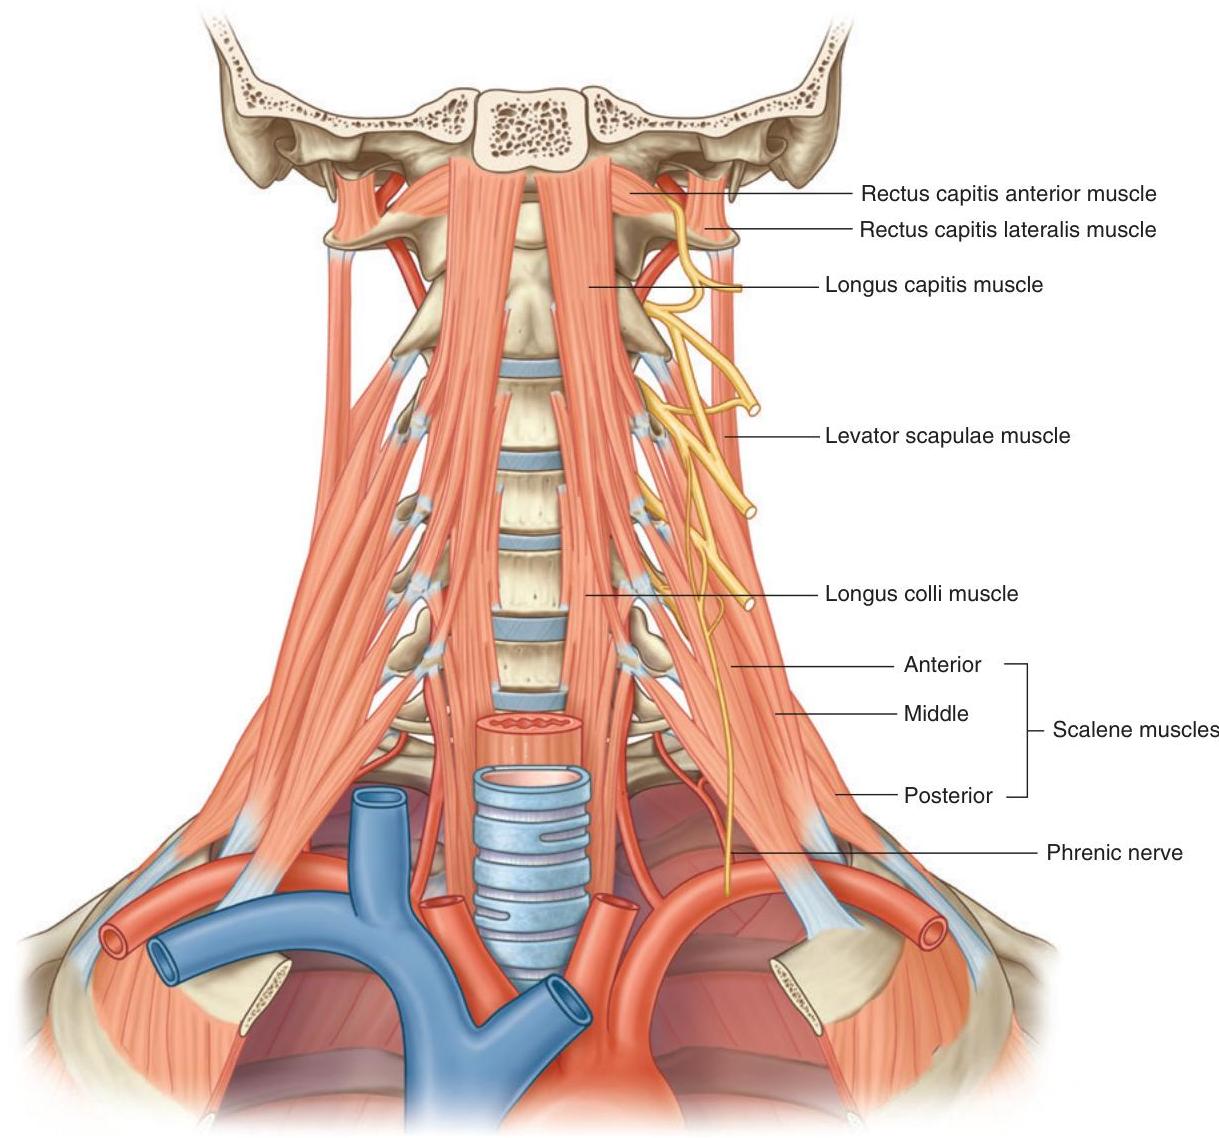 Rectus capitis anterior muscle
Rectus capitis lateralis muscle
Longus capitis muscle
Levator scapulae muscle
Longus colli muscle
Anterior
Middle
Scalene muscles
Posterior
Phrenic nerve